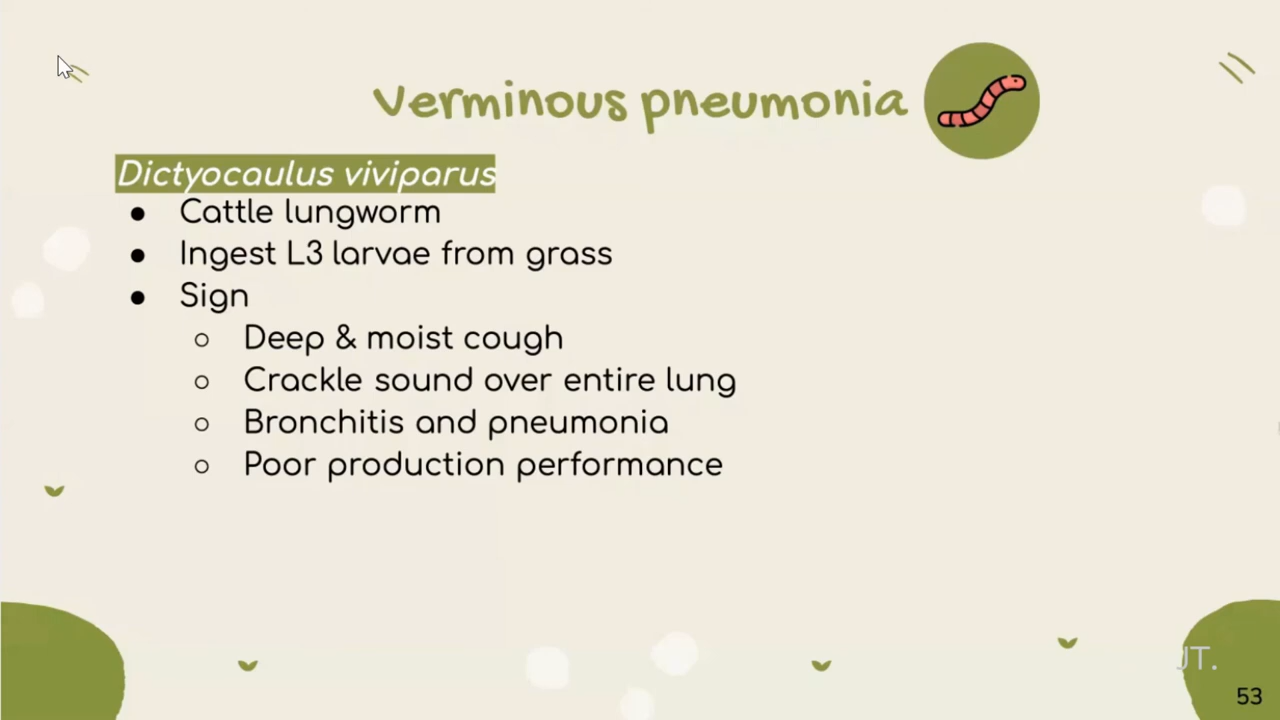 Verminous pneumonia
Dictyocaulus viviparus
● Cattle lungworm
● Ingest L3 larvae from grass
● Sign
○ Deep & moist cough
○ Crackle sound over entire lung
○ Bronchitis and pneumonia
○ Poor production performance
JT.
53